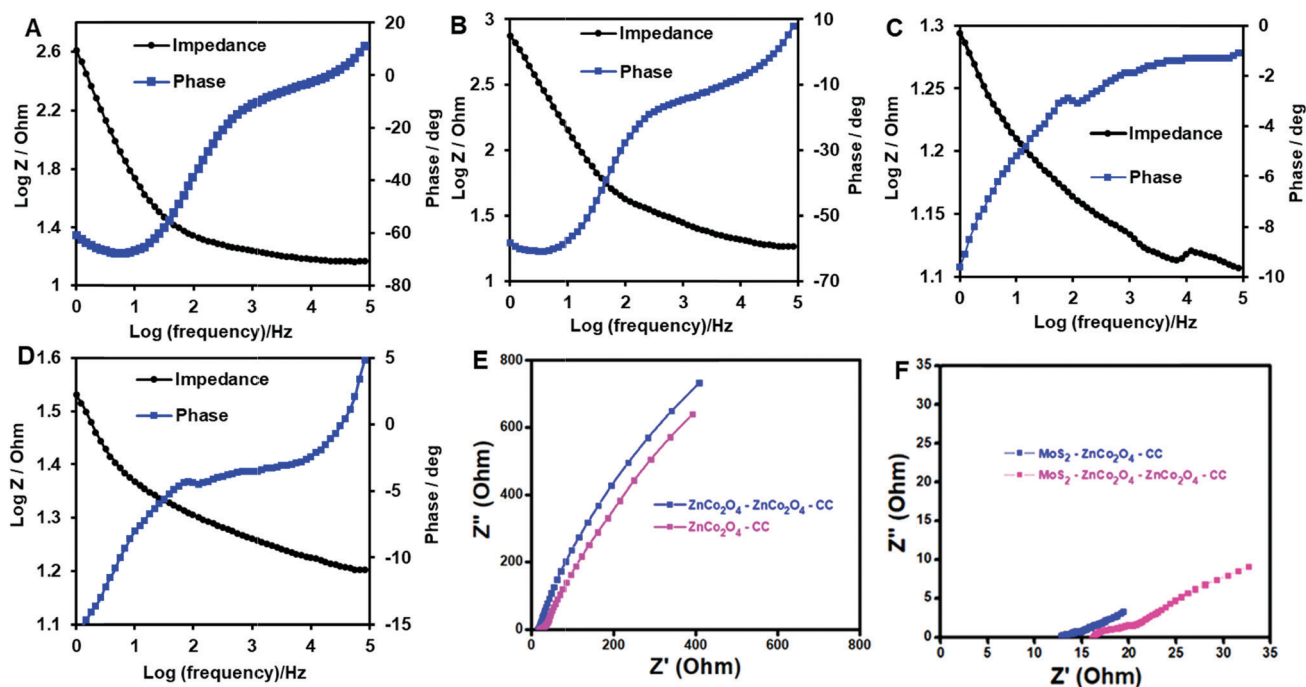 A
2.6
2.2
1.8
1.4
1
Log Z / Ohm
Impedance
Phase
20
0
-20
-40
-60
-80
Phase / deg
0 1 2 3 4 5
Log (frequency)/Hz
B
3
2.5
2
1.5
1
Log Z / Ohm
Impedance
Phase
10
-10
-30
-50
-70
Phase / deg
0 1 2 3 4 5
Log (frequency)/Hz
C
1.3
1.25
1.2
1.15
1.1
Log Z / Ohm
Impedance
Phase
0
-2
-4
-6
-8
-10
Phase / deg
0 1 2 3 4 5
Log (frequency)/Hz
D
1.6
1.5
1.4
1.3
1.2
1.1
Log Z / Ohm
Impedance
Phase
5
0
-5
-10
-15
Phase / deg
0 1 2 3 4 5
Log (frequency)/Hz
E
800
600
400
200
0
Z'' (Ohm)
ZnCo₂O₄ - ZnCo₂O₄ - CC
ZnCo₂O₄ - CC
0 200 400 600 800
Z' (Ohm)
F
35
30
25
20
15
10
5
0
Z'' (Ohm)
MoS₂ - ZnCo₂O₄ - CC
MoS₂ - ZnCo₂O₄ - ZnCo₂O₄ - CC
0 5 10 15 20 25 30 35
Z' (Ohm)